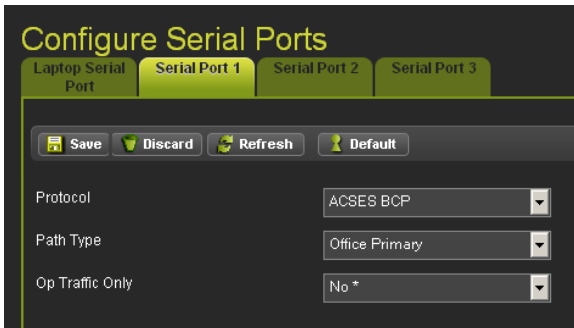 Configure Serial Ports
Laptop Serial Port
Serial Port 1
Serial Port 2
Serial Port 3
Save Discard Refresh Default
Protocol ACSES BCP
Path Type Office Primary
Op Traffic Only No *